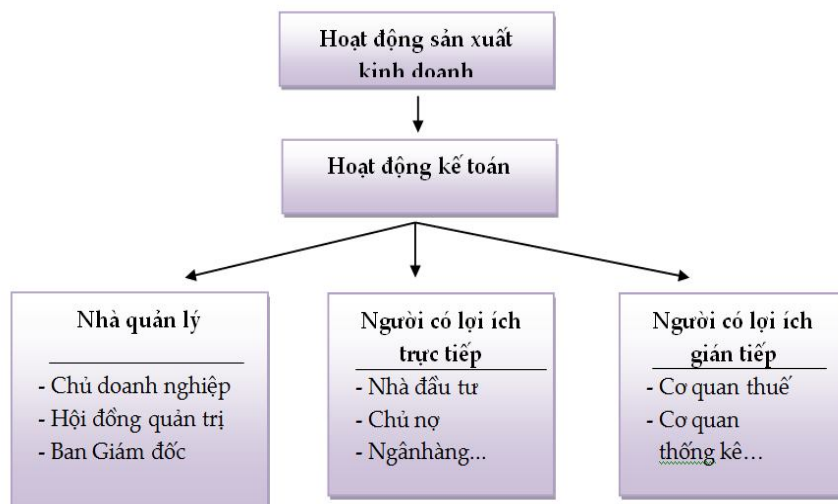 Hoạt động sản xuất
kinh doanh
Hoạt động kế toán
Nhà quản lý
- Chủ doanh nghiệp
- Hội đồng quản trị
- Ban Giám đốc
Người có lợi ích
trực tiếp
- Nhà đầu tư
- Chủ nợ
- Ngânhàng...
Người có lợi ích
gián tiếp
- Cơ quan thuế
- Cơ quan
thống kê...